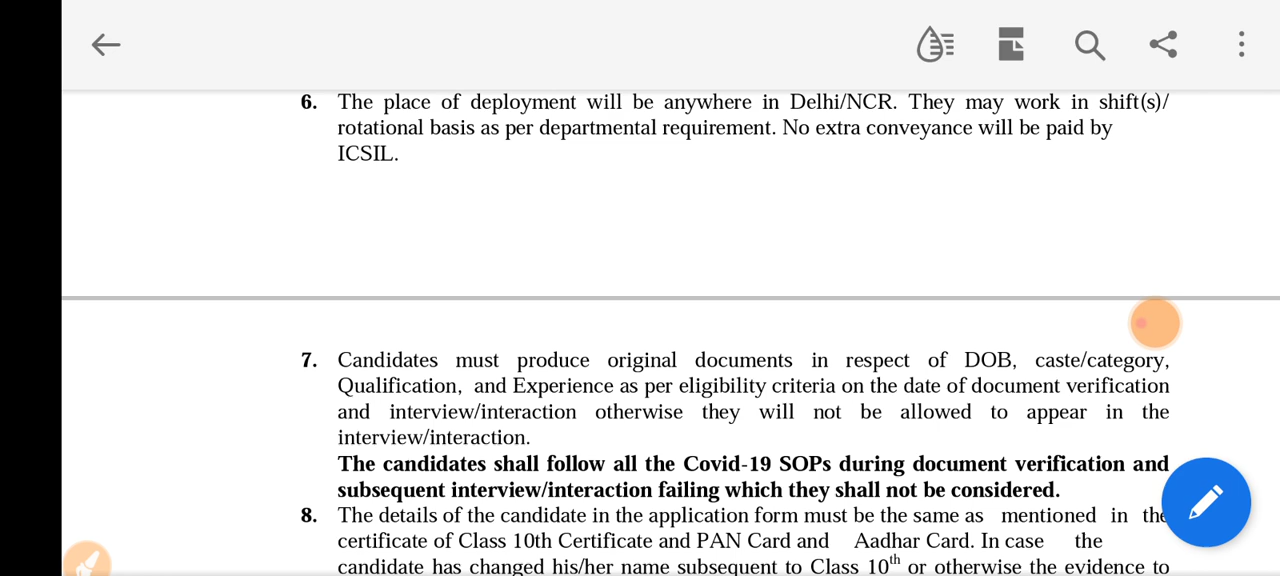 6. The place of deployment will be anywhere in Delhi/NCR. They may work in shift(s)/
rotational basis as per departmental requirement. No extra conveyance will be paid by
ICSIL.
7. Candidates must produce original documents in respect of DOB, caste/category,
Qualification, and Experience as per eligibility criteria on the date of document verification
and interview/interaction otherwise they will not be allowed to appear in the
interview/interaction.
The candidates shall follow all the Covid-19 SOPs during document verification and
subsequent interview/interaction failing which they shall not be considered.
8. The details of the candidate in the application form must be the same as mentioned in the
certificate of Class 10th Certificate and PAN Card and Aadhar Card. In case the
candidate has changed his/her name subsequent to Class 10th or otherwise the evidence to